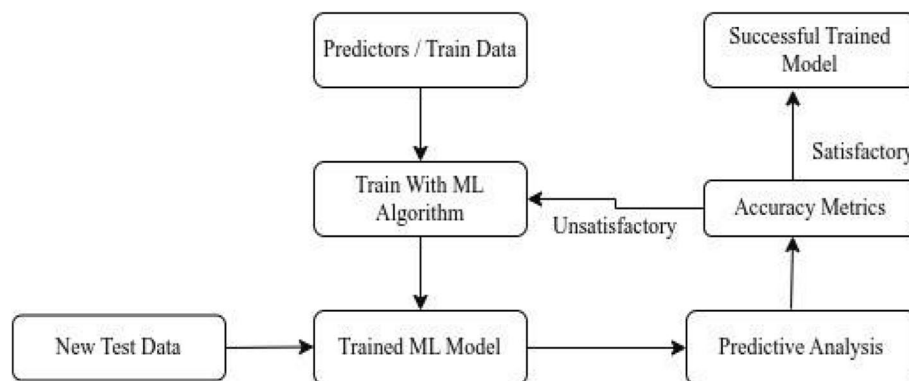 Predictors / Train Data
Successful Trained
Model
Satisfactory
Train With ML
Algorithm
Unsatisfactory
Accuracy Metrics
New Test Data
Trained ML Model
Predictive Analysis